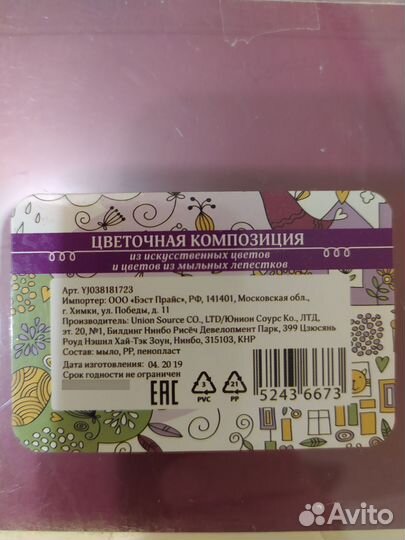 ЦВЕТОЧНАЯ КОМПОЗИЦИЯ
из искусственных цветов
и цветов из мыльных лепестков
Арт. YJ038181723
Импортер: ООО «Бэст Прайс», РФ, 141401, Московская обл.,
г. Химки, ул. Победы, д. 11
Производитель: Union Source CO., LTD/Юнион Соурс Ко., ЛТД,
эт. 20, №1, Билдинг Нинбо Рисёч Девелопмент Парк, 399 Цзюсянь
Роуд Нэшил Хай-Тэк Зоун, Нинбо, 315103, КНР
Состав: мыло, PP, пенопласт
Дата изготовления: 04. 2019
Срок годности не ограничен
EAC
3
PVC
21
PP
5243 6673
Avito